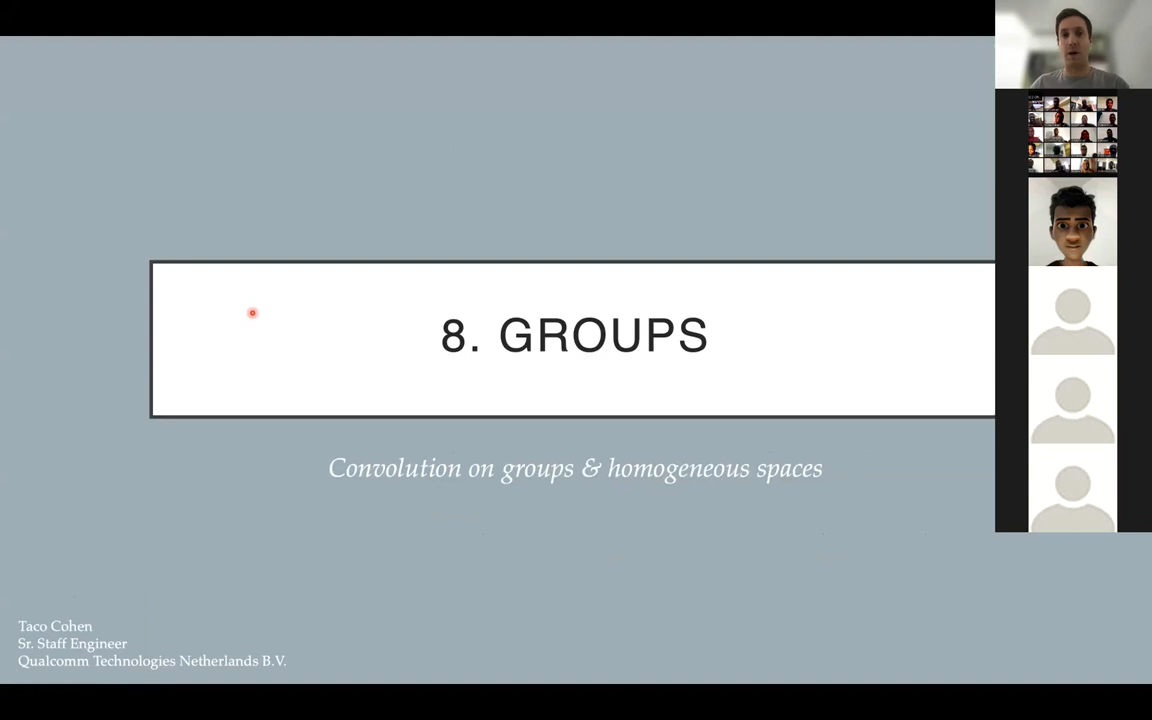 8. GROUPS
Convolution on groups & homogeneous spaces
Taco Cohen
Sr. Staff Engineer
Qualcomm Technologies Netherlands B.V.